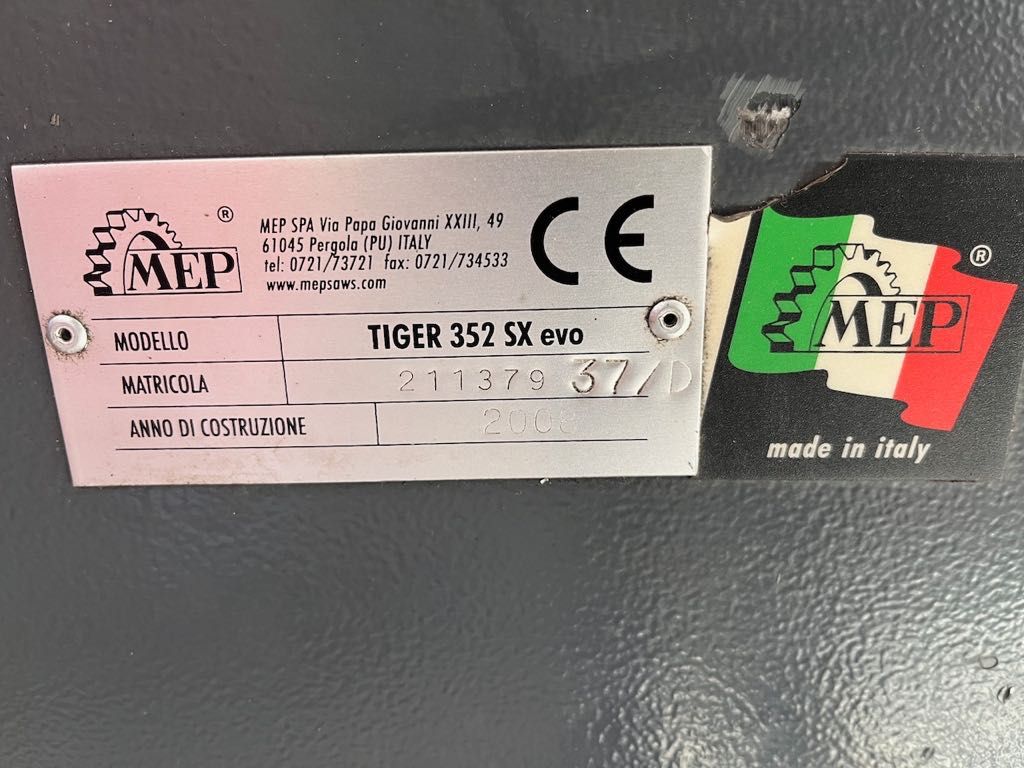 MEP ®
MEP SPA Via Papa Giovanni XXIII, 49
61045 Pergola (PU) ITALY
tel: 0721/73721 fax: 0721/734533
www.mepsaws.com
CE
MODELLO TIGER 352 SX evo
MATRICOLA 211379 37/D
ANNO DI COSTRUZIONE 2008
MEP ®
made in italy